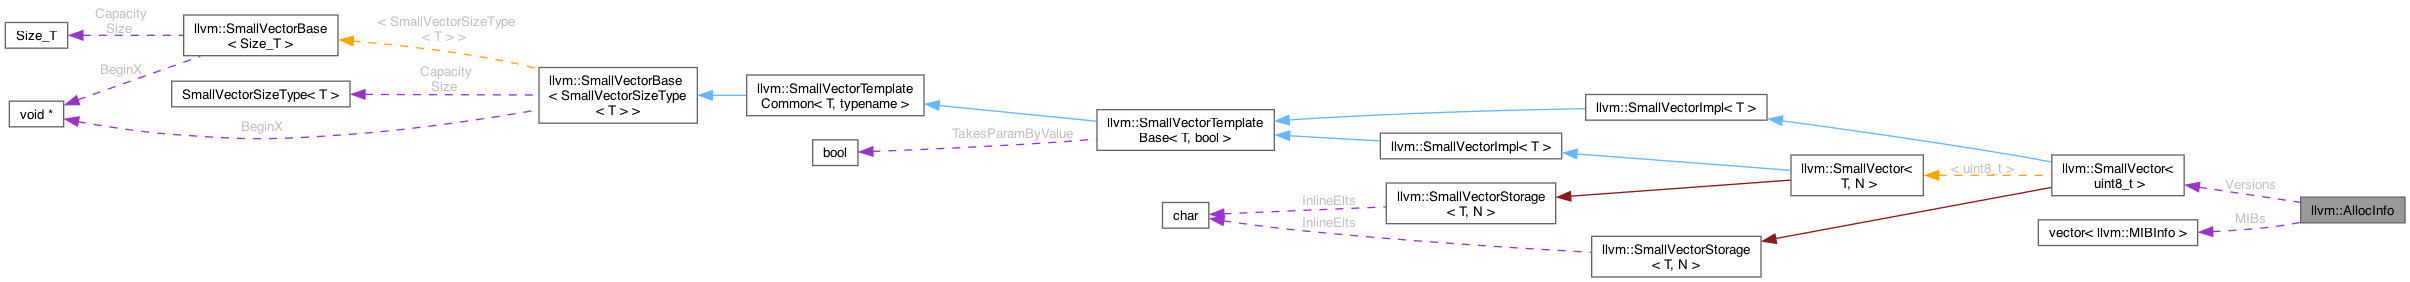 Size_T
Capacity
Size
llvm::SmallVectorBase
< Size_T >
< SmallVectorSizeType
< T > >
void *
BeginX
SmallVectorSizeType< T >
Capacity
Size
BeginX
llvm::SmallVectorBase
< SmallVectorSizeType
< T > >
llvm::SmallVectorTemplate
Common< T, typename >
bool
TakesParamByValue
llvm::SmallVectorTemplate
Base< T, bool >
char
InlineElts
InlineElts
llvm::SmallVectorImpl< T >
llvm::SmallVectorImpl< T >
llvm::SmallVectorStorage
< T, N >
llvm::SmallVectorStorage
< T, N >
llvm::SmallVector<
T, N >
< uint8_t >
llvm::SmallVector<
uint8_t >
vector< llvm::MIBInfo >
Versions
MIBs
llvm::AllocInfo